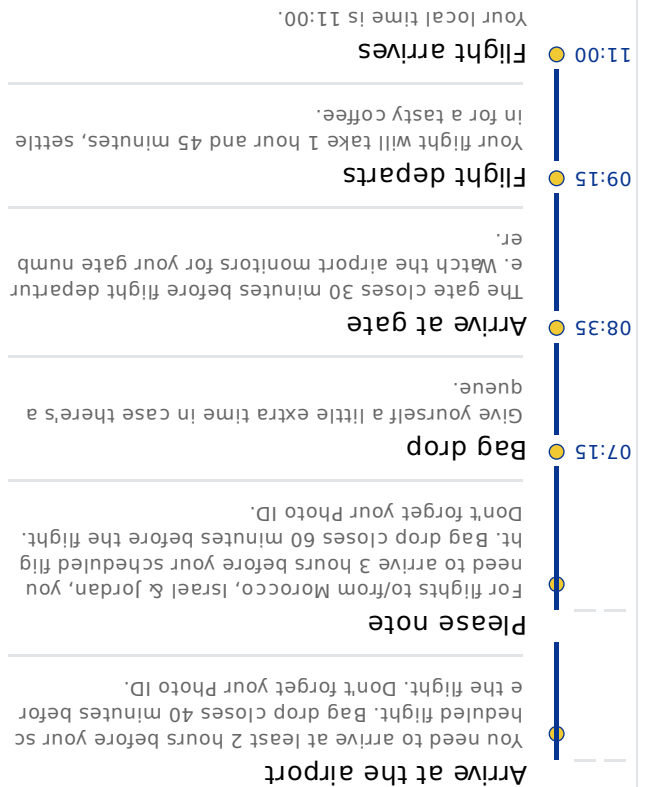 Arrive at the airport
You need to arrive at least 2 hours before your sc
heduled flight. Bag drop closes 40 minutes befor
e the flight. Don't forget your Photo ID.
Please note
For flights to/from Morocco, Israel & Jordan, you
need to arrive 3 hours before your scheduled flig
ht. Bag drop closes 60 minutes before the flight.
Don't forget your Photo ID.
07:15 Bag drop
Give yourself a little extra time in case there's a
queue.
08:35 Arrive at gate
The gate closes 30 minutes before flight departur
e. Watch the airport monitors for your gate numb
er.
09:15 Flight departs
Your flight will take 1 hour and 45 minutes, settle
in for a tasty coffee.
11:00 Flight arrives
Your local time is 11:00.